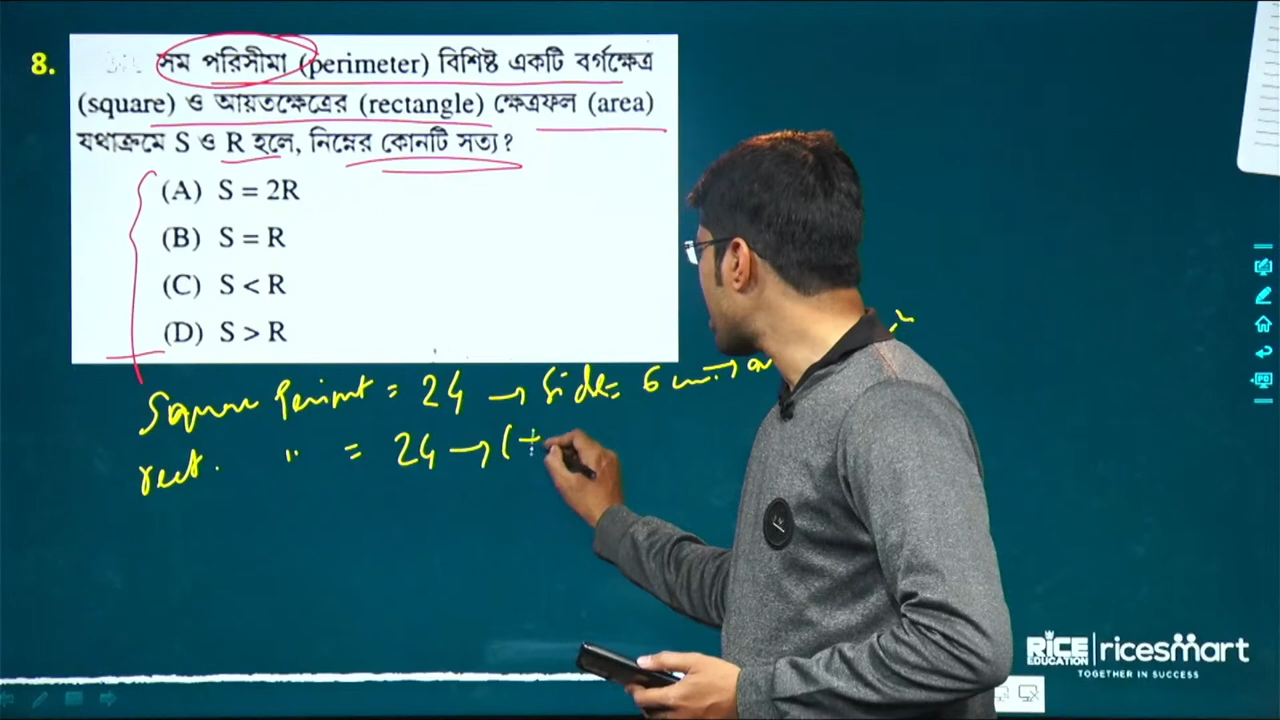 8.
সম পরিসীমা (perimeter) বিশিষ্ট একটি বর্গক্ষেত্র
(square) ও আয়তক্ষেত্রের (rectangle) ক্ষেত্রফল (area)
যথাক্রমে S ও R হলে, নিম্নের কোনটি সত্য?
(A) S = 2R
(B) S = R
(C) S < R
(D) S > R
Square = 24 → Side = 6 cm. →
rect. " = 24 → (
RICE EDUCATION | ricesmart
TOGETHER IN SUCCESS